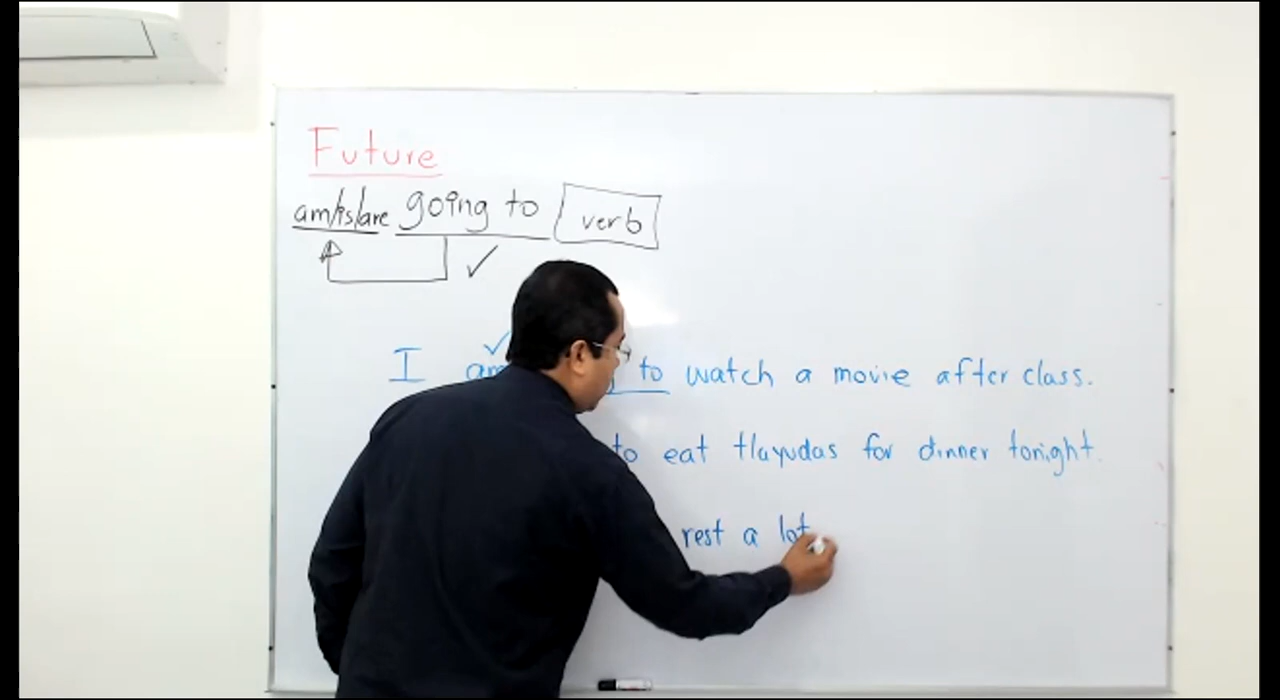 Future
am/is/are going to verb
I to watch a movie after class.
to eat tlayudas for dinner tonight.
rest a lot